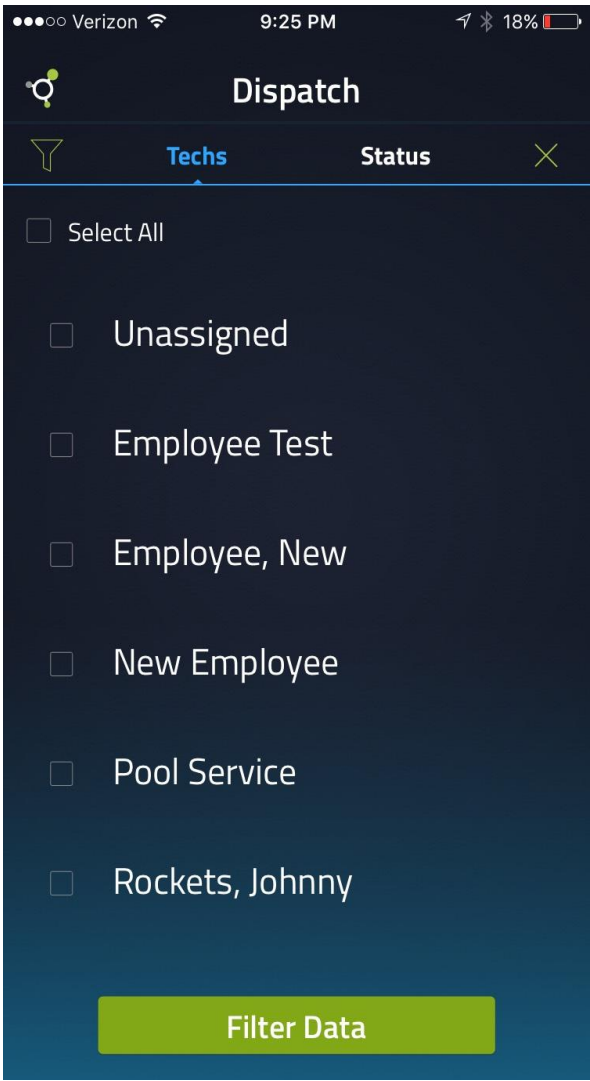 Verizon 9:25 PM 18%
Dispatch
Techs Status
Select All
Unassigned
Employee Test
Employee, New
New Employee
Pool Service
Rockets, Johnny
Filter Data